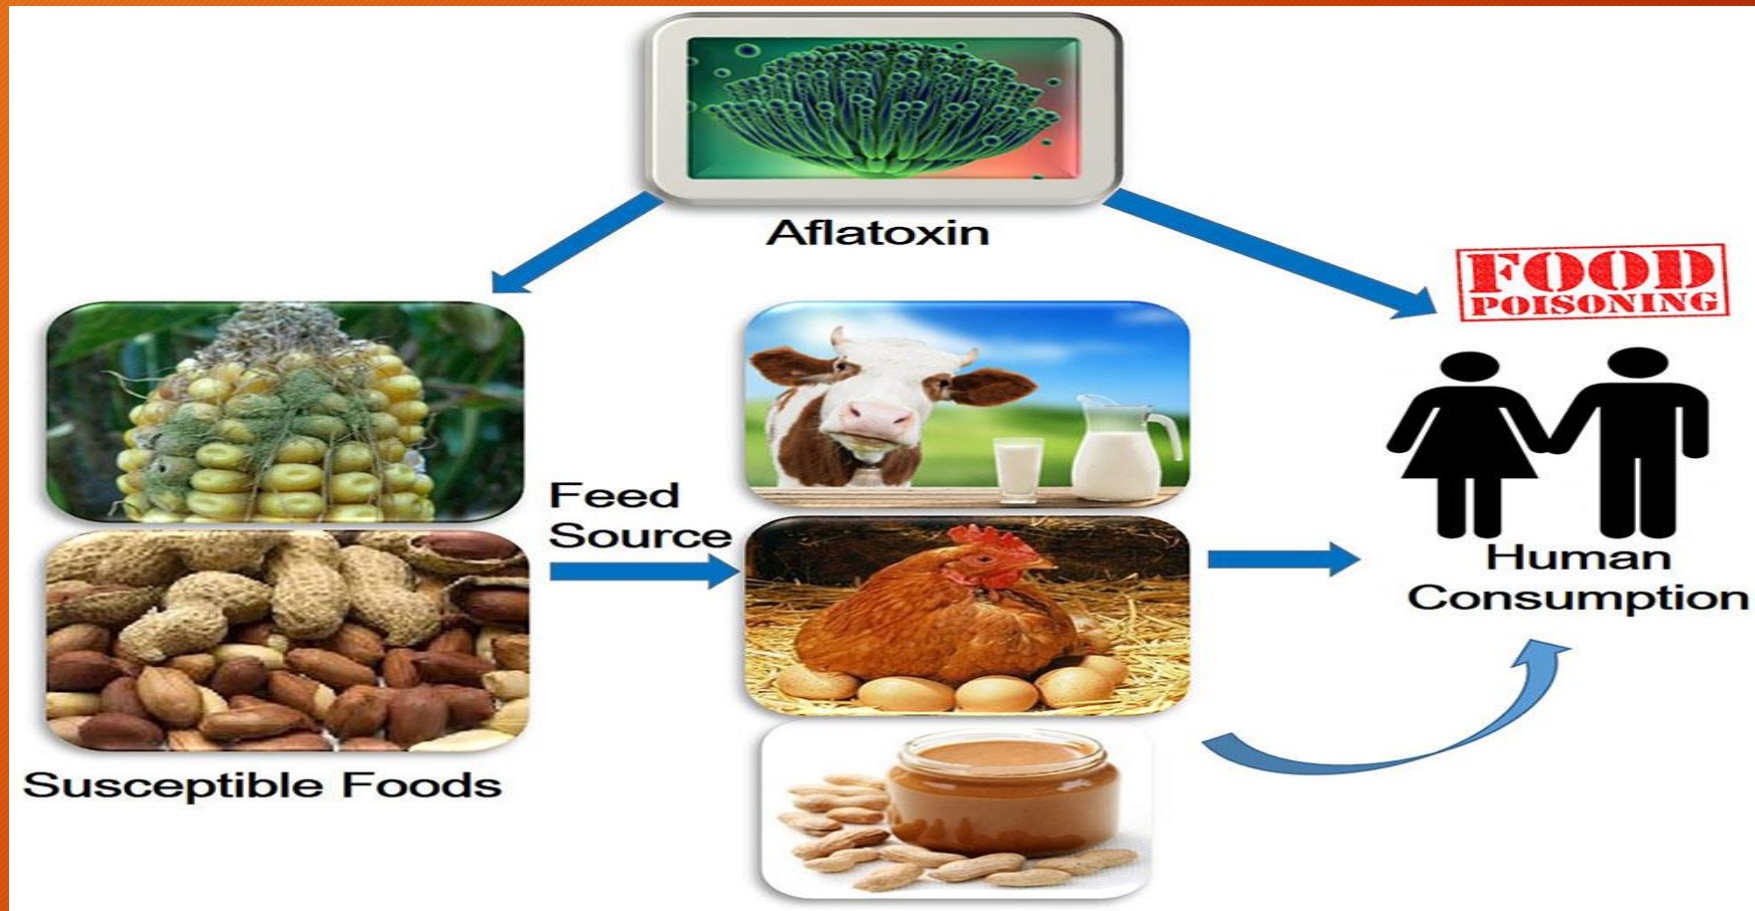 Aflatoxin
FOOD
POISONING
Feed
Source
Human
Consumption
Susceptible Foods